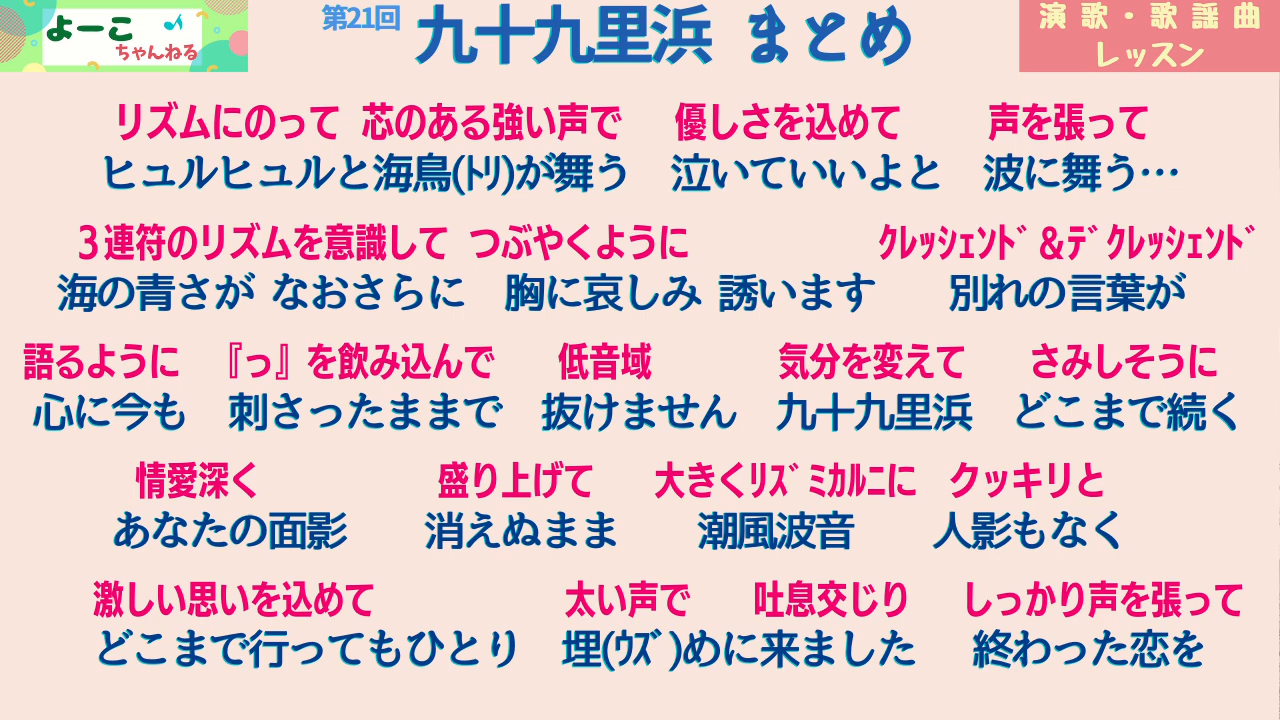 よーこ
ちゃんねる
第21回 九十九里浜 まとめ
演歌・歌謡曲
レッスン
リズムにのって 芯のある強い声で 優しさを込めて 声を張って
ヒュルヒュルと海鳥(ﾄﾘ)が舞う 泣いていいよと 波に舞う…
３連符のリズムを意識して つぶやくように ｸﾚｯｼｪﾝﾄﾞ&ﾃﾞｸﾚｯｼｪﾝﾄﾞ
海の青さが なおさらに 胸に哀しみ 誘います 別れの言葉が
語るように 『っ』を飲み込んで 低音域 気分を変えて さみしそうに
心に今も 刺さったままで 抜けません 九十九里浜 どこまで続く
情愛深く 盛り上げて 大きくﾘｽﾞﾐｶﾙﾆに クッキリと
あなたの面影 消えぬまま 潮風波音 人影もなく
激しい思いを込めて 太い声で 吐息交じり しっかり声を張って
どこまで行ってもひとり 埋(ｳｽﾞ)めに来ました 終わった恋を